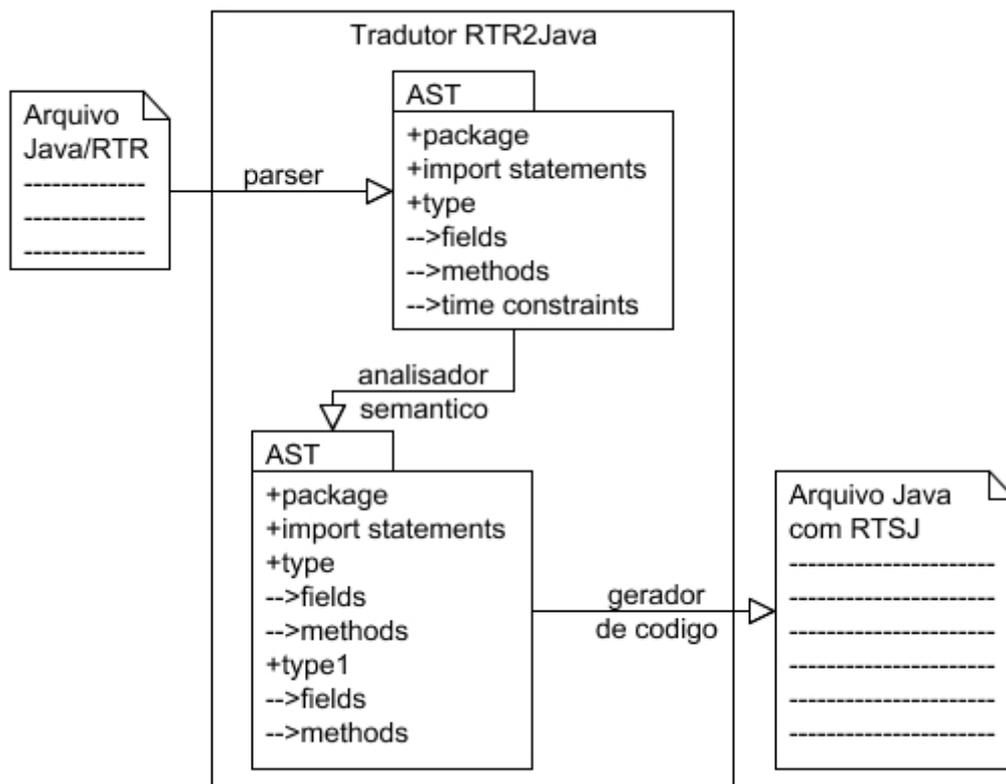 Tradutor RTR2Java
Arquivo
Java/RTR
-------------
-------------
-------------
parser
AST
+package
+import statements
+type
-->fields
-->methods
-->time constraints
analisador
semantico
AST
+package
+import statements
+type
-->fields
-->methods
+type1
-->fields
-->methods
gerador
de codigo
Arquivo Java
com RTSJ
----------------------
----------------------
----------------------
----------------------
----------------------
----------------------